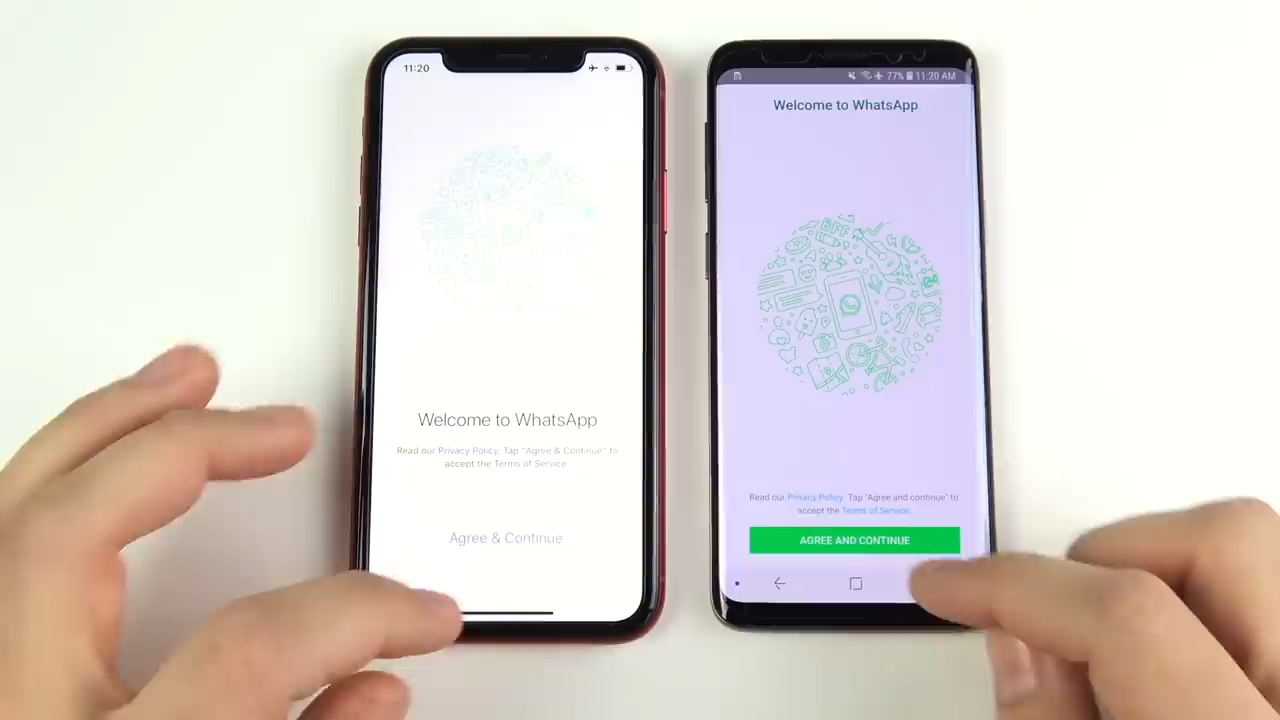 11:20
Welcome to WhatsApp
Read our Privacy Policy. Tap "Agree & Continue" to
accept the Terms of Service.
Agree & Continue
77% 11:20 AM
Welcome to WhatsApp
BFF
Read our Privacy Policy. Tap "Agree and continue" to
accept the Terms of Service.
AGREE AND CONTINUE